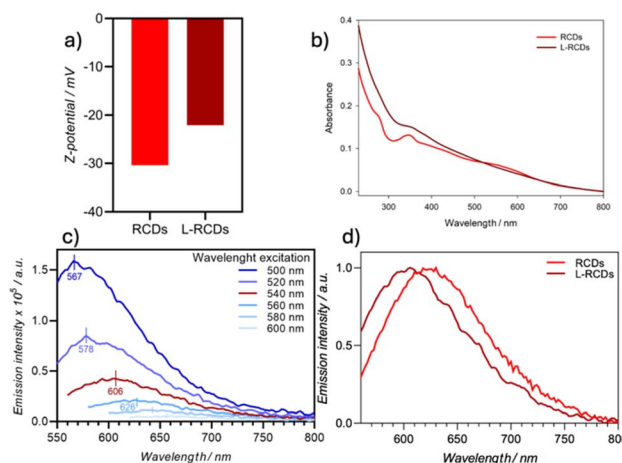 a)
0
-10
-20
-30
-40
Z-potential / mV
RCDs L-RCDs
b)
0.4
0.3
0.2
0.1
0.0
Absorbance
RCDs
L-RCDs
300 400 500 600 700 800
Wavelength / nm
c)
Wavelenght excitation
500 nm
520 nm
540 nm
560 nm
580 nm
600 nm
1.5
1.0
0.5
0.0
Emission intensity x 10⁵ / a.u.
567
578
606
626
550 600 650 700 750 800
Wavelength/ nm
d)
RCDs
L-RCDs
1.0
0.5
0.0
Emission intensity / a.u.
600 650 700 750 800
Wavelength/ nm